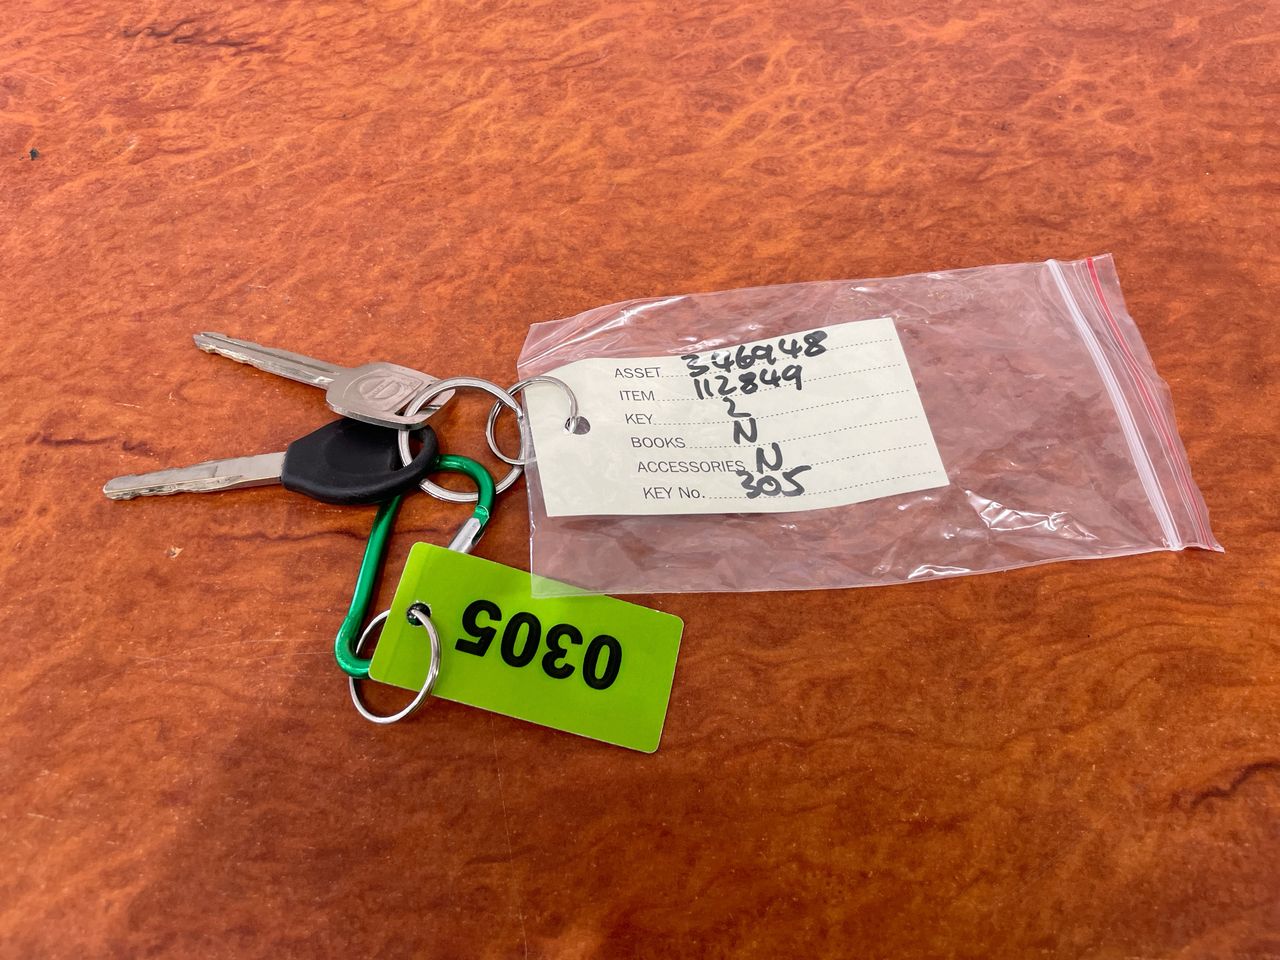 ASSET 346948
ITEM 112849
KEY 2
BOOKS N
ACCESSORIES N
KEY No. 305
0305